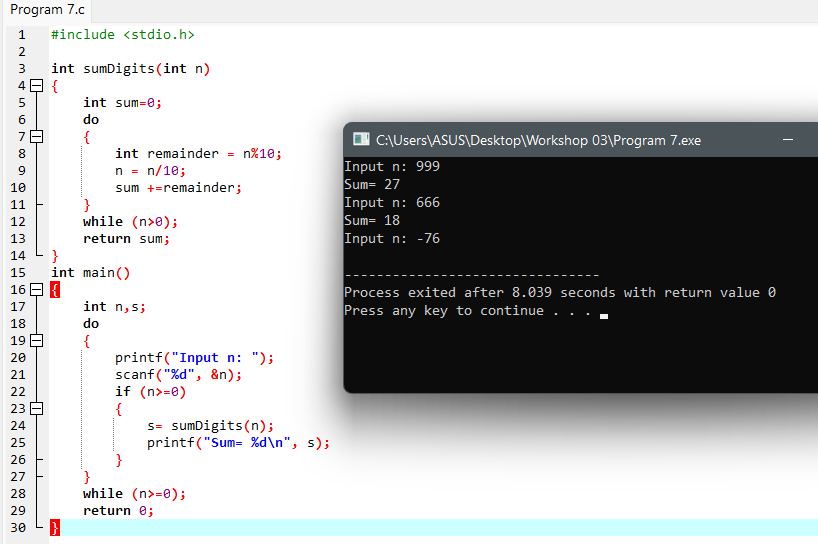 Program 7.c
1 #include <stdio.h>
2
3 int sumDigits(int n)
4 {
5 int sum=0;
6 do
7 {
8 int remainder = n%10;
9 n = n/10;
10 sum +=remainder;
11 }
12 while (n>0);
13 return sum;
14 }
15 int main()
16 {
17 int n,s;
18 do
19 {
20 printf("Input n: ");
21 scanf("%d", &n);
22 if (n>=0)
23 {
24 s= sumDigits(n);
25 printf("Sum= %d\n", s);
26 }
27 }
28 while (n>=0);
29 return 0;
30 }
C:\Users\ASUS\Desktop\Workshop 03\Program 7.exe
Input n: 999
Sum= 27
Input n: 666
Sum= 18
Input n: -76
--------------------------------
Process exited after 8.039 seconds with return value 0
Press any key to continue . . .